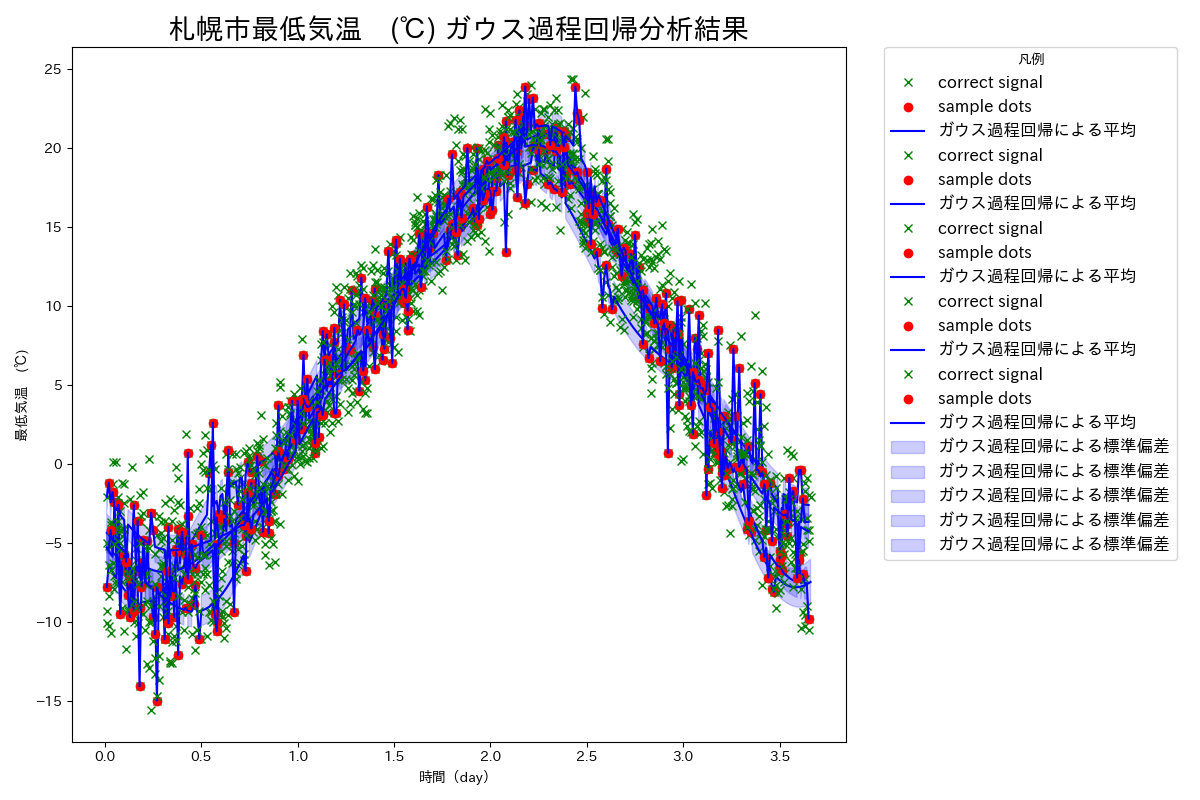 札幌市最低気温　(℃) ガウス過程回帰分析結果
最低気温　(℃)
25
20
15
10
5
0
−5
−10
−15
0.0 0.5 1.0 1.5 2.0 2.5 3.0 3.5
時間（day）
凡例
correct signal
sample dots
ガウス過程回帰による平均
correct signal
sample dots
ガウス過程回帰による平均
correct signal
sample dots
ガウス過程回帰による平均
correct signal
sample dots
ガウス過程回帰による平均
correct signal
sample dots
ガウス過程回帰による平均
ガウス過程回帰による標準偏差
ガウス過程回帰による標準偏差
ガウス過程回帰による標準偏差
ガウス過程回帰による標準偏差
ガウス過程回帰による標準偏差